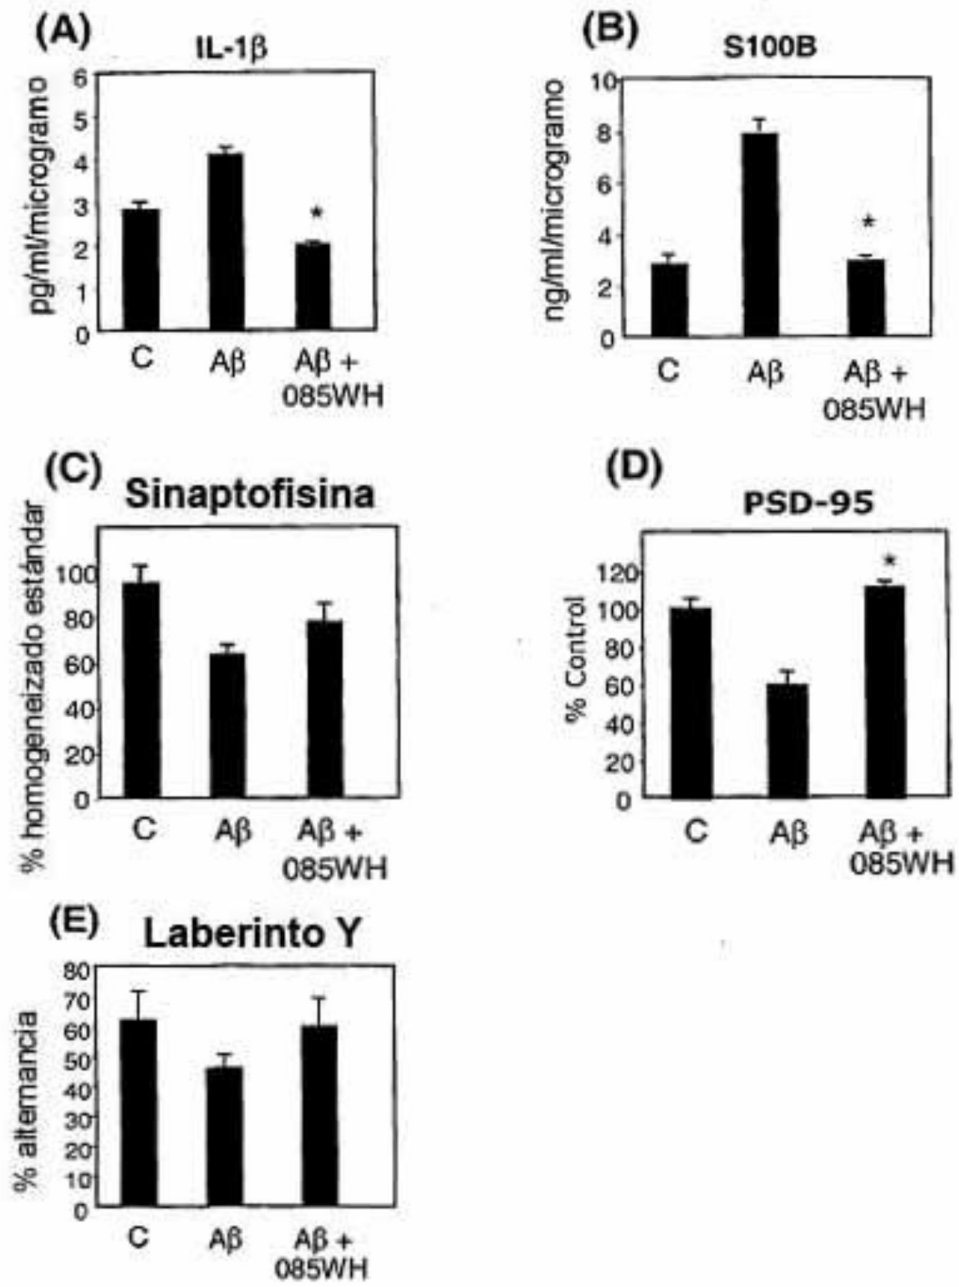 (A)
IL-1β
pg/ml/microgramo
6
5
4
3
2
1
0
*
C
Aβ
Aβ +
085WH
(B)
S100B
ng/ml/microgramo
10
8
6
4
2
0
*
C
Aβ
Aβ +
085WH
(C)
Sinaptofisina
% homogeneizado estándar
100
80
60
40
20
0
C
Aβ
Aβ +
085WH
(D)
PSD-95
% Control
120
100
80
60
40
20
0
*
C
Aβ
Aβ +
085WH
(E)
Laberinto Y
% alternancia
80
70
60
50
40
30
20
10
0
C
Aβ
Aβ +
085WH